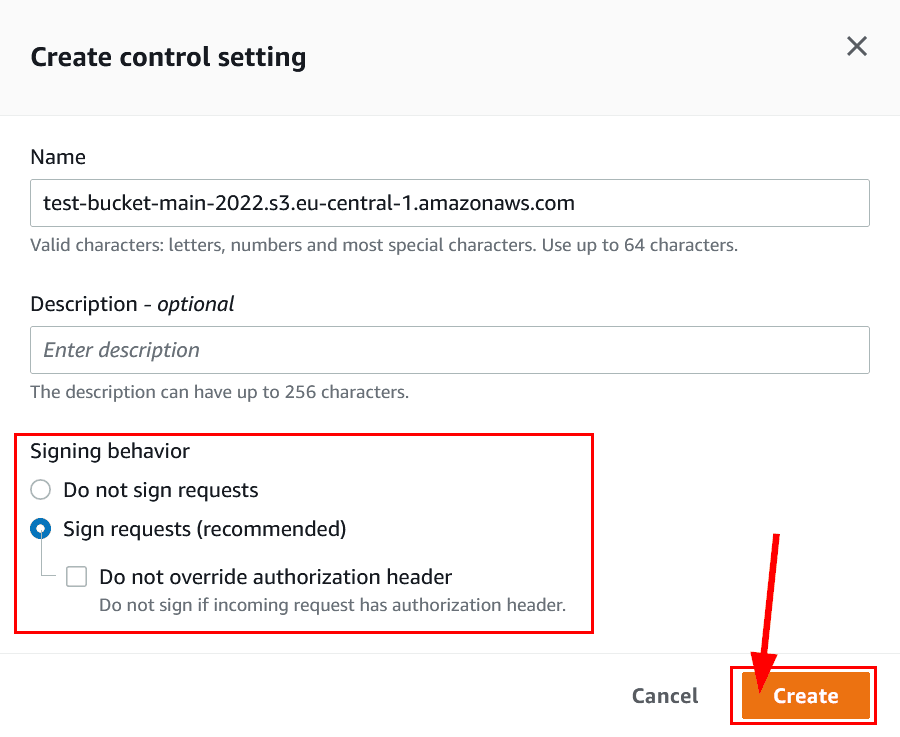 Create control setting
Name
test-bucket-main-2022.s3.eu-central-1.amazonaws.com
Valid characters: letters, numbers and most special characters. Use up to 64 characters.
Description - optional
Enter description
The description can have up to 256 characters.
Signing behavior
Do not sign requests
Sign requests (recommended)
Do not override authorization header
Do not sign if incoming request has authorization header.
Cancel
Create